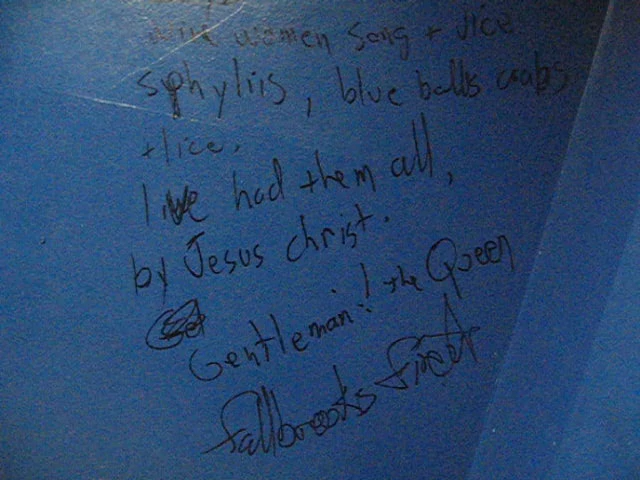 women song + vice
syphyliis, blue balls crabs
+ lice.
I've had them all,
by Jesus christ.
Gentleman! the Queen
fallbrooks Finest